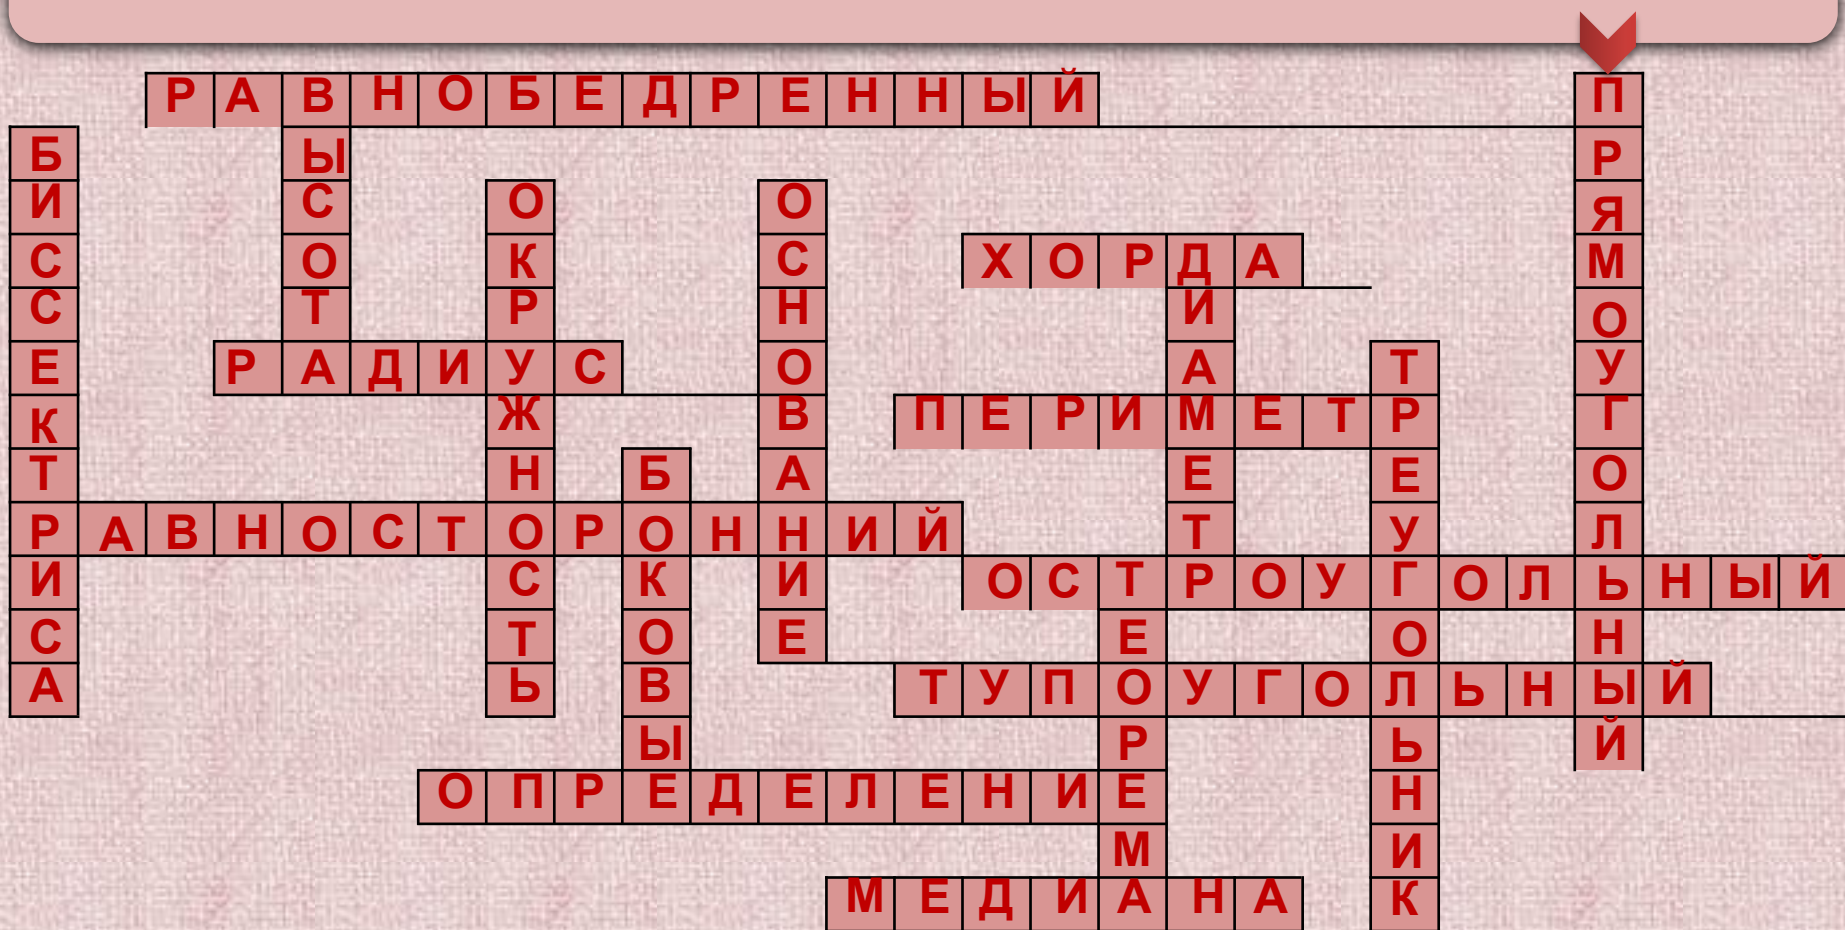 РАВНОБЕДРЕННЫЙ
ПРЯМОУГОЛЬНЫЙ
БИССЕКТРИСА
ВЫСОТА
ОКРУЖНОСТЬ
ОСНОВАНИЕ
ХОРДА
ДИАМЕТР
РАДИУС
ТРЕУГОЛЬНИК
ПЕРИМЕТР
БОКОВЫЕ
РАВНОСТОРОННИЙ
ОСТРОУГОЛЬНЫЙ
ТЕОРЕМА
ТУПОУГОЛЬНЫЙ
ОПРЕДЕЛЕНИЕ
МЕДИАНА